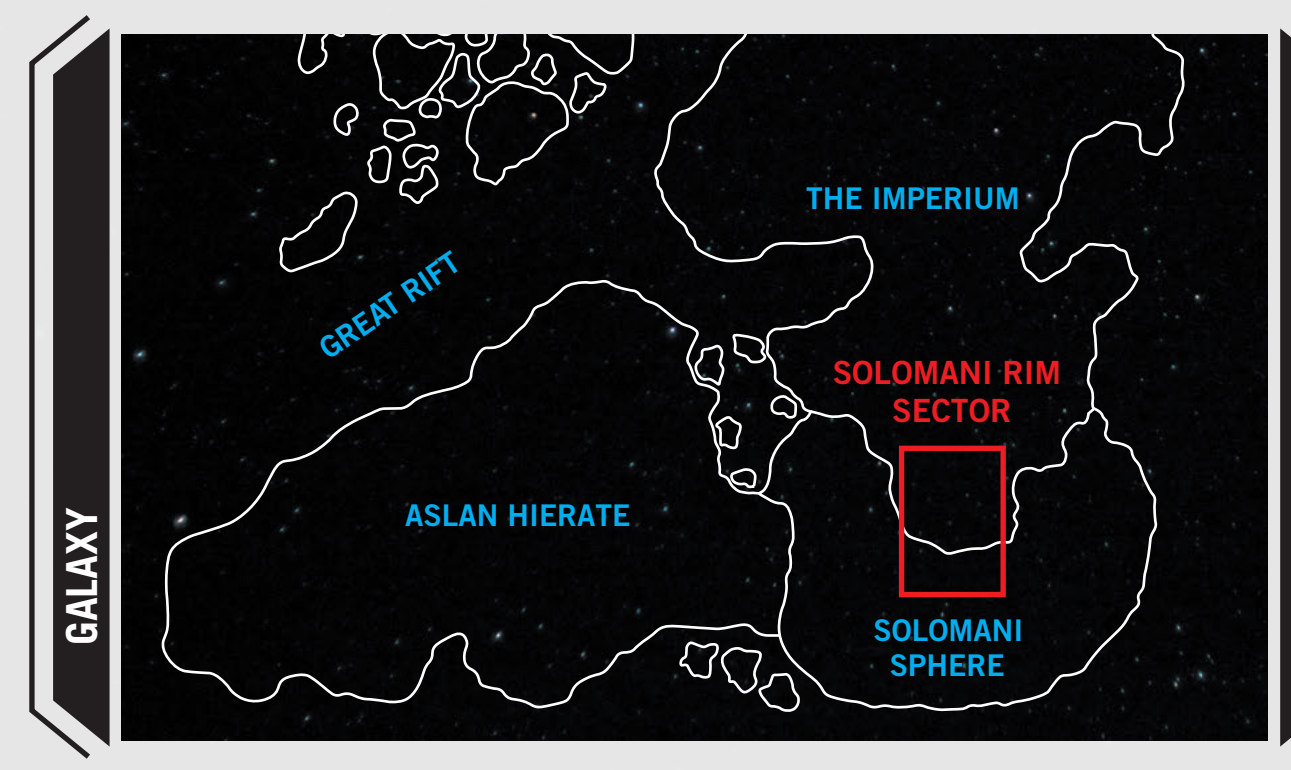 GALAXY
THE IMPERIUM
GREAT RIFT
SOLOMANI RIM
SECTOR
ASLAN HIERATE
SOLOMANI
SPHERE